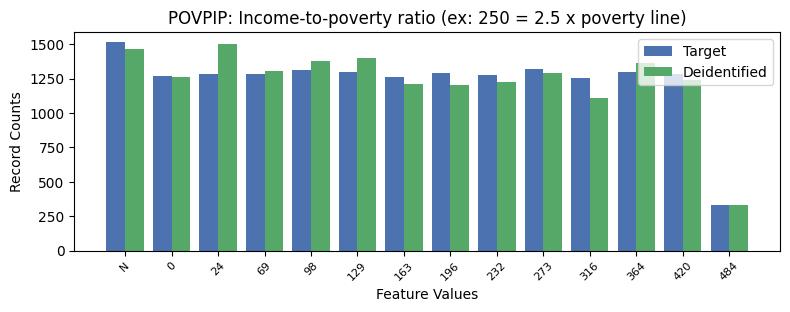 POVPIP: Income-to-poverty ratio (ex: 250 = 2.5 x poverty line)
Record Counts
1500
1250
1000
750
500
250
0
Target
Deidentified
N 0 24 69 98 129 163 196 232 273 316 364 420 484
Feature Values